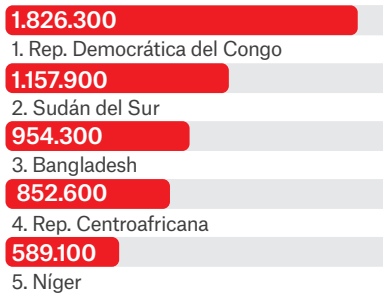 1.826.300
1. Rep. Democrática del Congo
1.157.900
2. Sudán del Sur
954.300
3. Bangladesh
852.600
4. Rep. Centroafricana
589.100
5. Níger